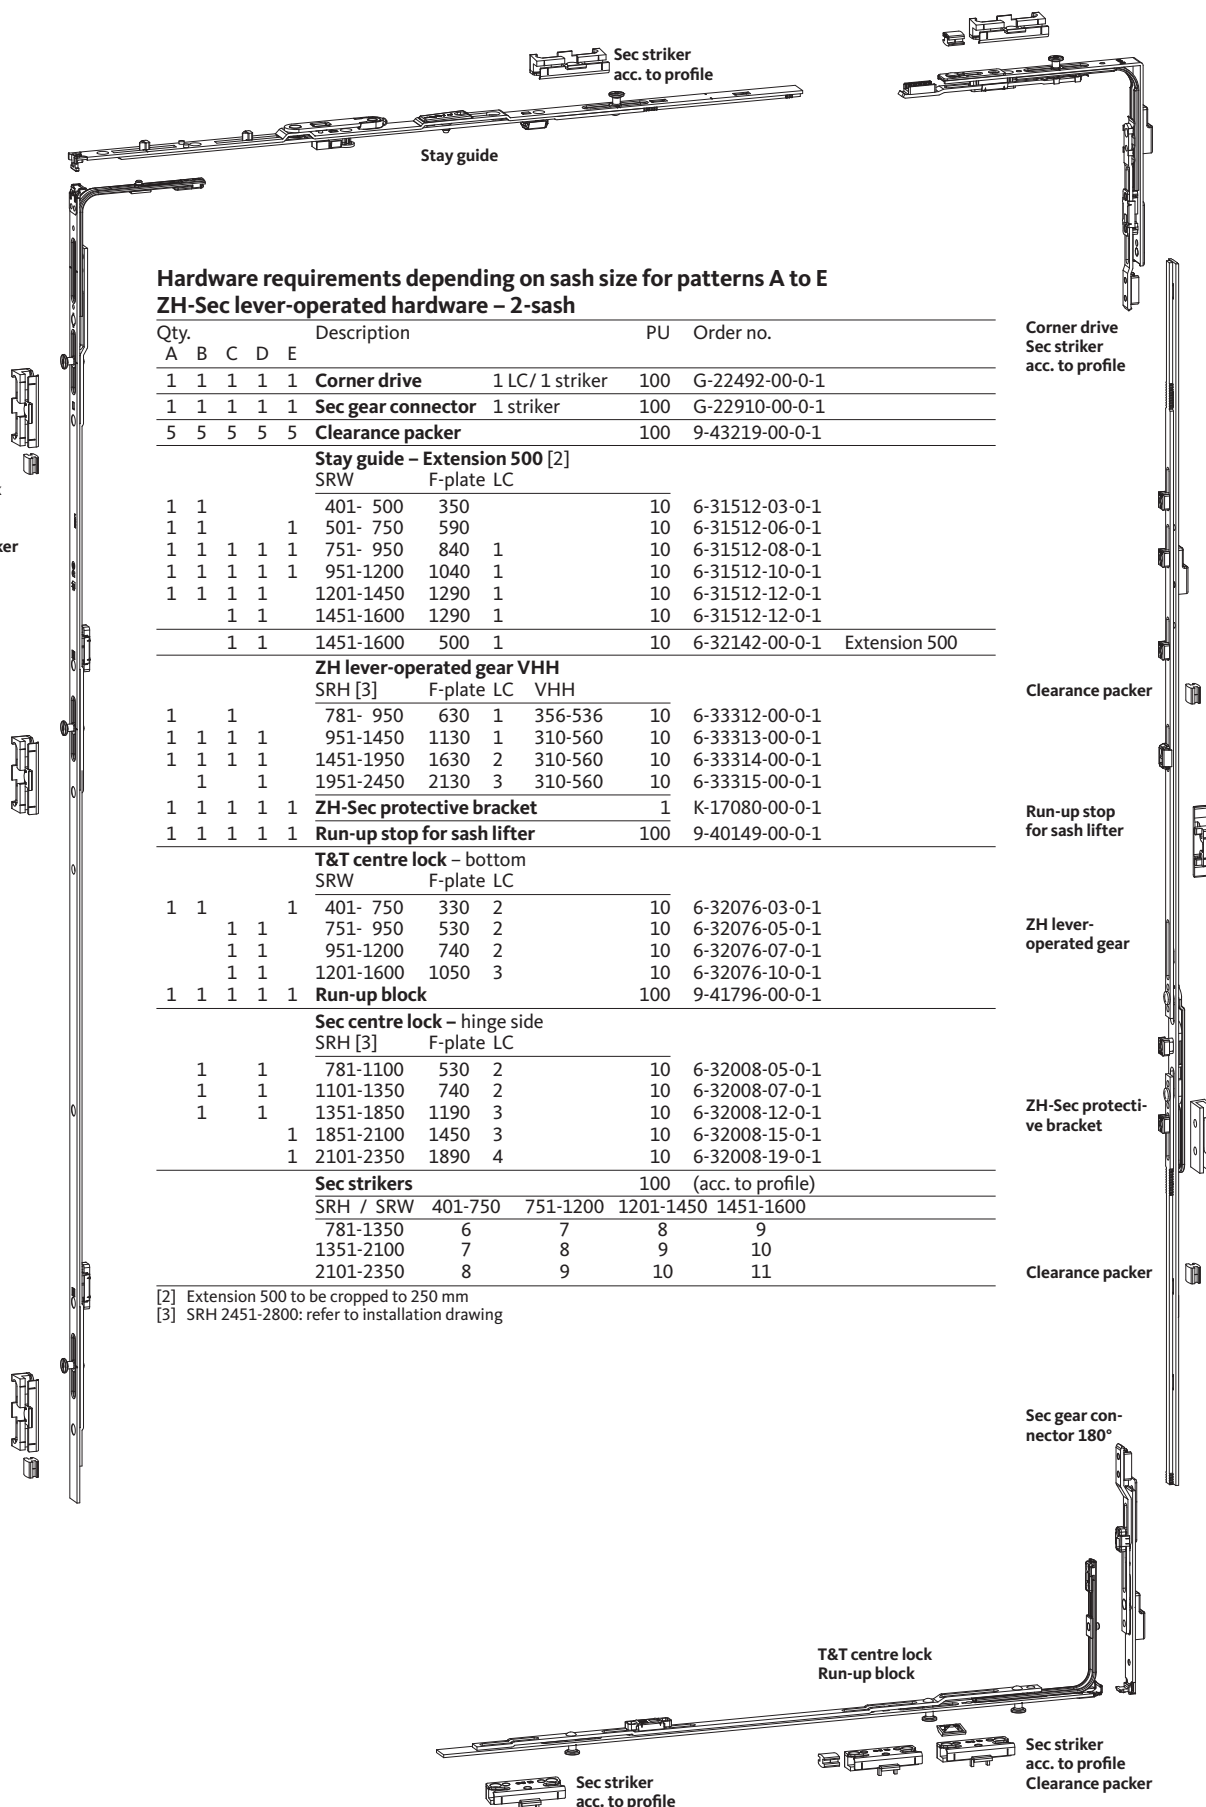 Sec striker
acc. to profile
Stay guide
Hardware requirements depending on sash size for patterns A to E
ZH-Sec lever-operated hardware – 2-sash
Qty. Description PU Order no.
A B C D E
1 1 1 1 1 Corner drive 1 LC/ 1 striker 100 G-22492-00-0-1
1 1 1 1 1 Sec gear connector 1 striker 100 G-22910-00-0-1
5 5 5 5 5 Clearance packer 100 9-43219-00-0-1
Stay guide – Extension 500 [2]
SRW F-plate LC
1 1 401- 500 350 10 6-31512-03-0-1
1 1 1 501- 750 590 10 6-31512-06-0-1
1 1 1 1 1 751- 950 840 1 10 6-31512-08-0-1
1 1 1 1 1 951-1200 1040 1 10 6-31512-10-0-1
1 1 1 1 1201-1450 1290 1 10 6-31512-12-0-1
1 1 1451-1600 1290 1 10 6-31512-12-0-1
1 1 1451-1600 500 1 10 6-32142-00-0-1 Extension 500
ZH lever-operated gear VHH
SRH [3] F-plate LC VHH
1 1 781- 950 630 1 356-536 10 6-33312-00-0-1
1 1 1 1 951-1450 1130 1 310-560 10 6-33313-00-0-1
1 1 1 1 1451-1950 1630 2 310-560 10 6-33314-00-0-1
1 1 1951-2450 2130 3 310-560 10 6-33315-00-0-1
1 1 1 1 1 ZH-Sec protective bracket 1 K-17080-00-0-1
1 1 1 1 1 Run-up stop for sash lifter 100 9-40149-00-0-1
T&T centre lock – bottom
SRW F-plate LC
1 1 1 401- 750 330 2 10 6-32076-03-0-1
1 1 751- 950 530 2 10 6-32076-05-0-1
1 1 951-1200 740 2 10 6-32076-07-0-1
1 1 1201-1600 1050 3 10 6-32076-10-0-1
1 1 1 1 1 Run-up block 100 9-41796-00-0-1
Sec centre lock – hinge side
SRH [3] F-plate LC
1 1 781-1100 530 2 10 6-32008-05-0-1
1 1 1101-1350 740 2 10 6-32008-07-0-1
1 1 1351-1850 1190 3 10 6-32008-12-0-1
1 1851-2100 1450 3 10 6-32008-15-0-1
1 2101-2350 1890 4 10 6-32008-19-0-1
Sec strikers 100 (acc. to profile)
SRH / SRW 401-750 751-1200 1201-1450 1451-1600
781-1350 6 7 8 9
1351-2100 7 8 9 10
2101-2350 8 9 10 11
[2] Extension 500 to be cropped to 250 mm
[3] SRH 2451-2800: refer to installation drawing
Corner drive
Sec striker
acc. to profile
Clearance packer
Run-up stop
for sash lifter
ZH lever-
operated gear
ZH-Sec protecti-
ve bracket
Clearance packer
Sec gear con-
nector 180°
T&T centre lock
Run-up block
Sec striker
acc. to profile
Clearance packer
Sec striker
acc. to profile